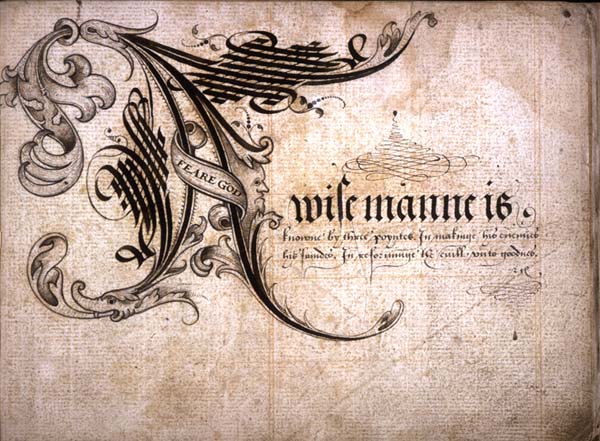 FEARE GOD
A wiſe manne is
knowne by three poyntes. In makinge his enemies
his In reforminge the euill vnto goodnes.